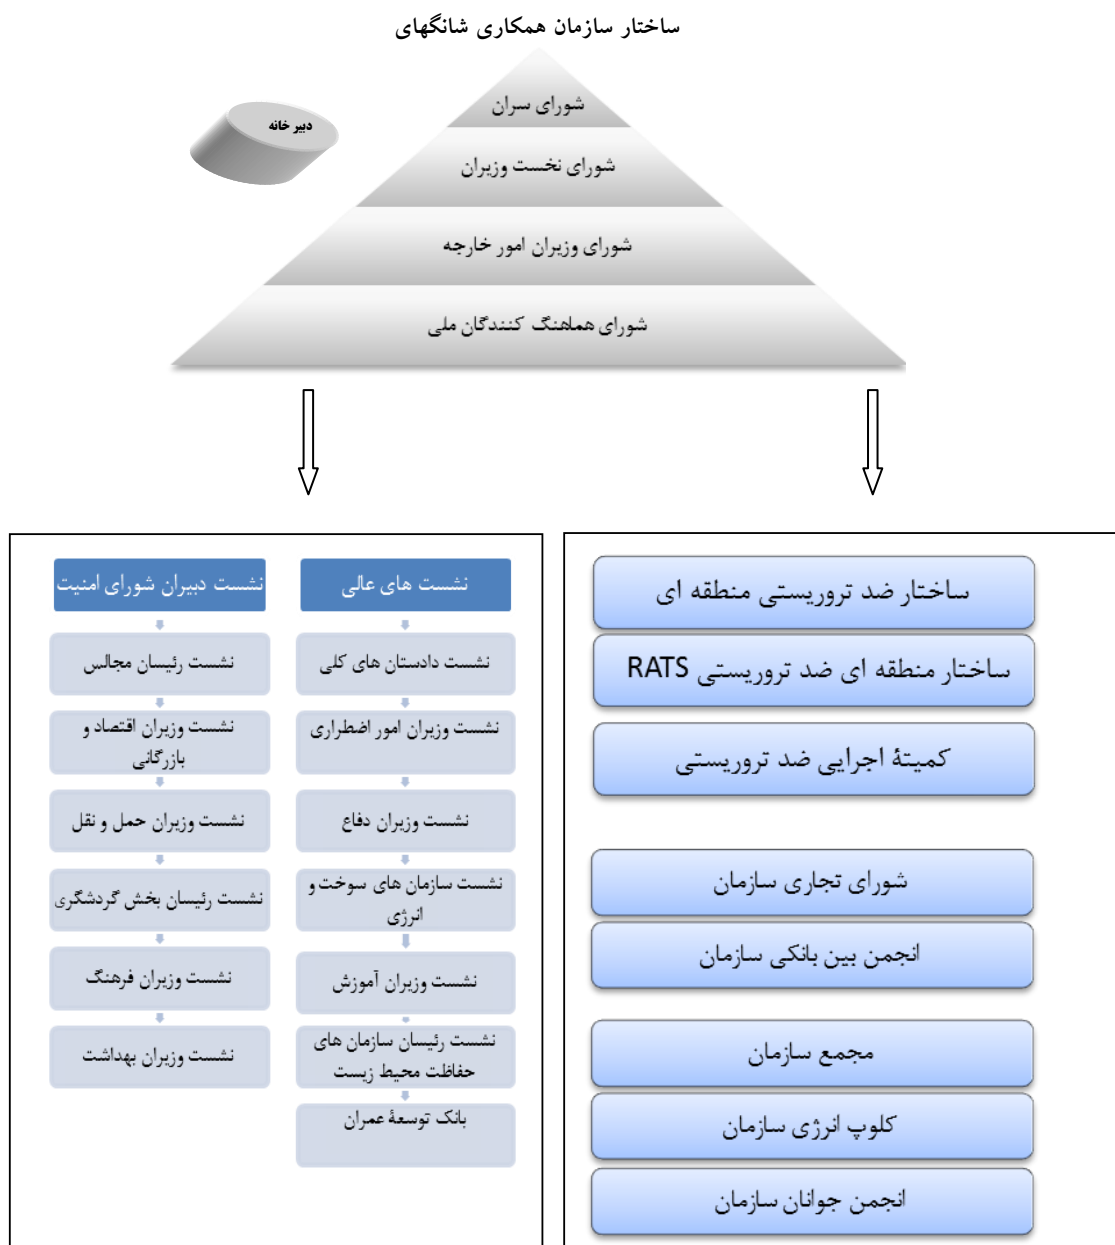 ساختار سازمان همکاری شانگهای
شورای سران
دبیر خانه
شورای نخست وزیران
شورای وزیران امور خارجه
شورای هماهنگ کنندگان ملی
ساختار ضد تروریستی منطقه ای
ساختار منطقه ای ضد تروریستی RATS
کمیتهٔ اجرایی ضد تروریستی
شورای تجاری سازمان
انجمن بین بانکی سازمان
مجمع سازمان
کلوپ انرژی سازمان
انجمن جوانان سازمان
نشست های عالی
نشست دادستان های کلی
نشست وزیران امور اضطراری
نشست وزیران دفاع
نشست سازمان های سوخت و
انرژی
نشست وزیران آموزش
نشست رئیسان سازمان های
حفاظت محیط زیست
بانک توسعهٔ عمران
نشست دبیران شورای امنیت
نشست رئیسان مجالس
نشست وزیران اقتصاد و
بازرگانی
نشست وزیران حمل و نقل
نشست رئیسان بخش گردشگری
نشست وزیران فرهنگ
نشست وزیران بهداشت